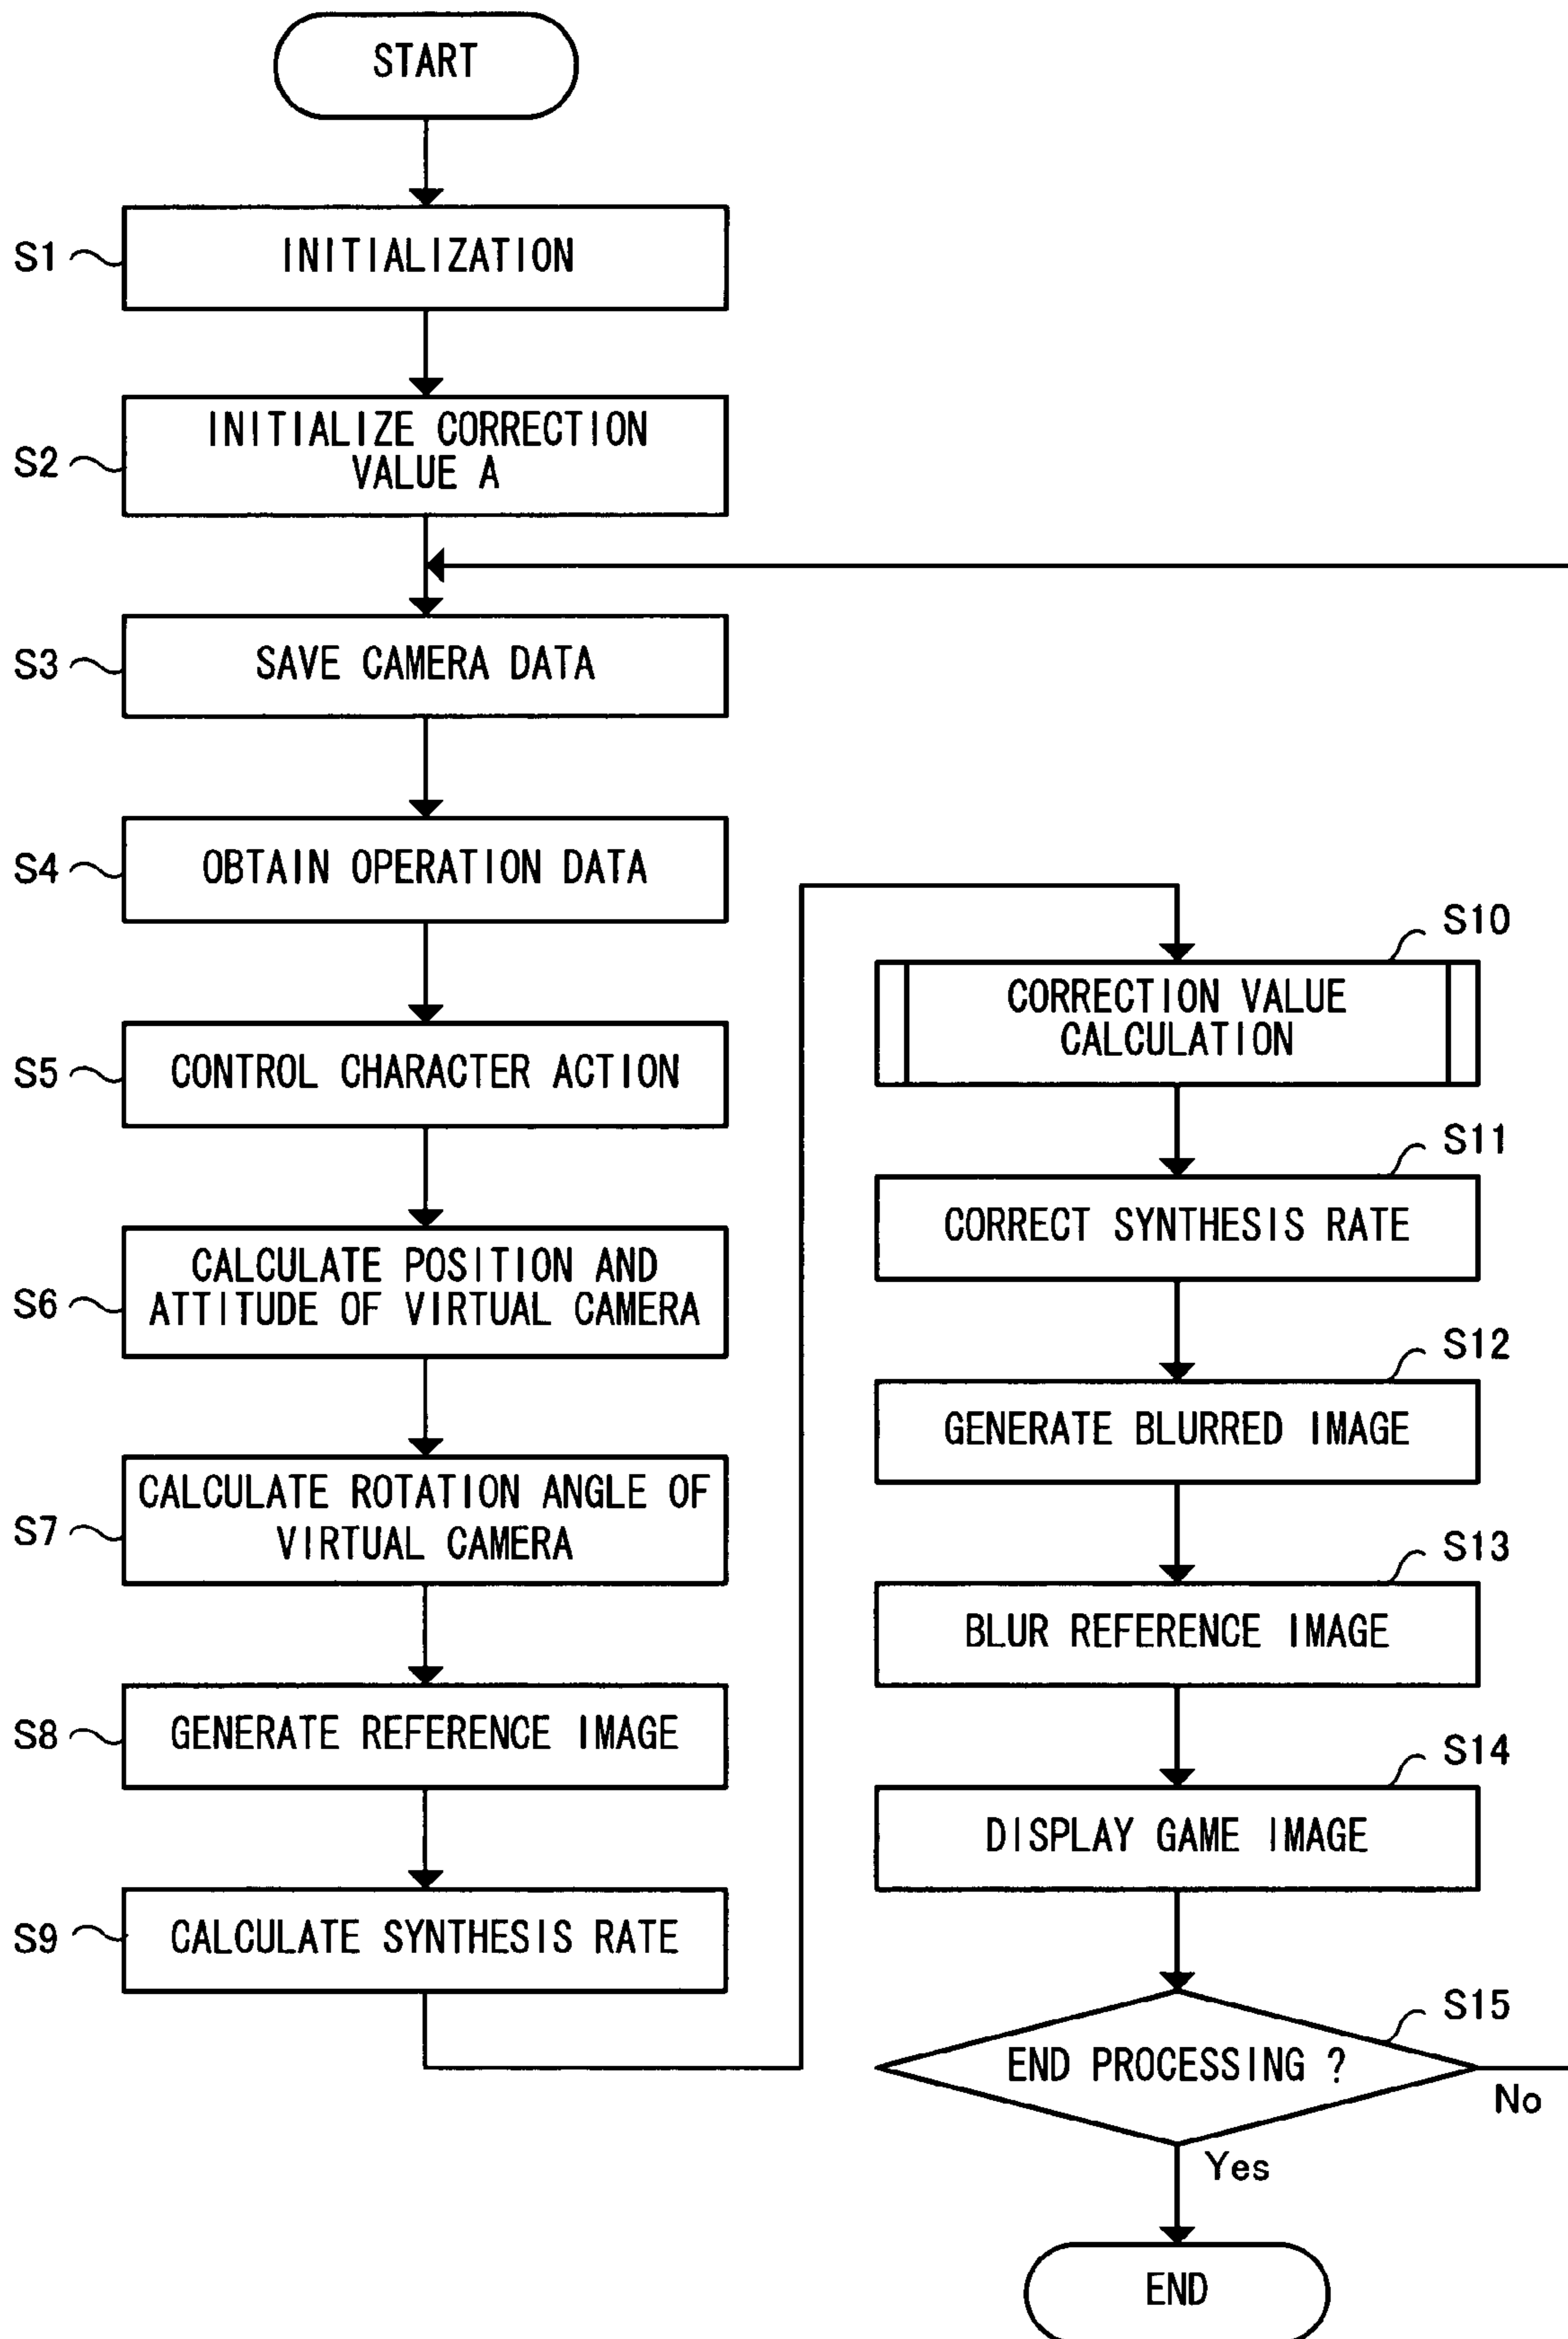 START
S1
INITIALIZATION
S2
INITIALIZE CORRECTION
VALUE A
S3
SAVE CAMERA DATA
S4
OBTAIN OPERATION DATA
S5
CONTROL CHARACTER ACTION
S6
CALCULATE POSITION AND
ATTITUDE OF VIRTUAL CAMERA
S7
CALCULATE ROTATION ANGLE OF
VIRTUAL CAMERA
S8
GENERATE REFERENCE IMAGE
S9
CALCULATE SYNTHESIS RATE
S10
CORRECTION VALUE
CALCULATION
S11
CORRECT SYNTHESIS RATE
S12
GENERATE BLURRED IMAGE
S13
BLUR REFERENCE IMAGE
S14
DISPLAY GAME IMAGE
S15
END PROCESSING ?
No
Yes
END